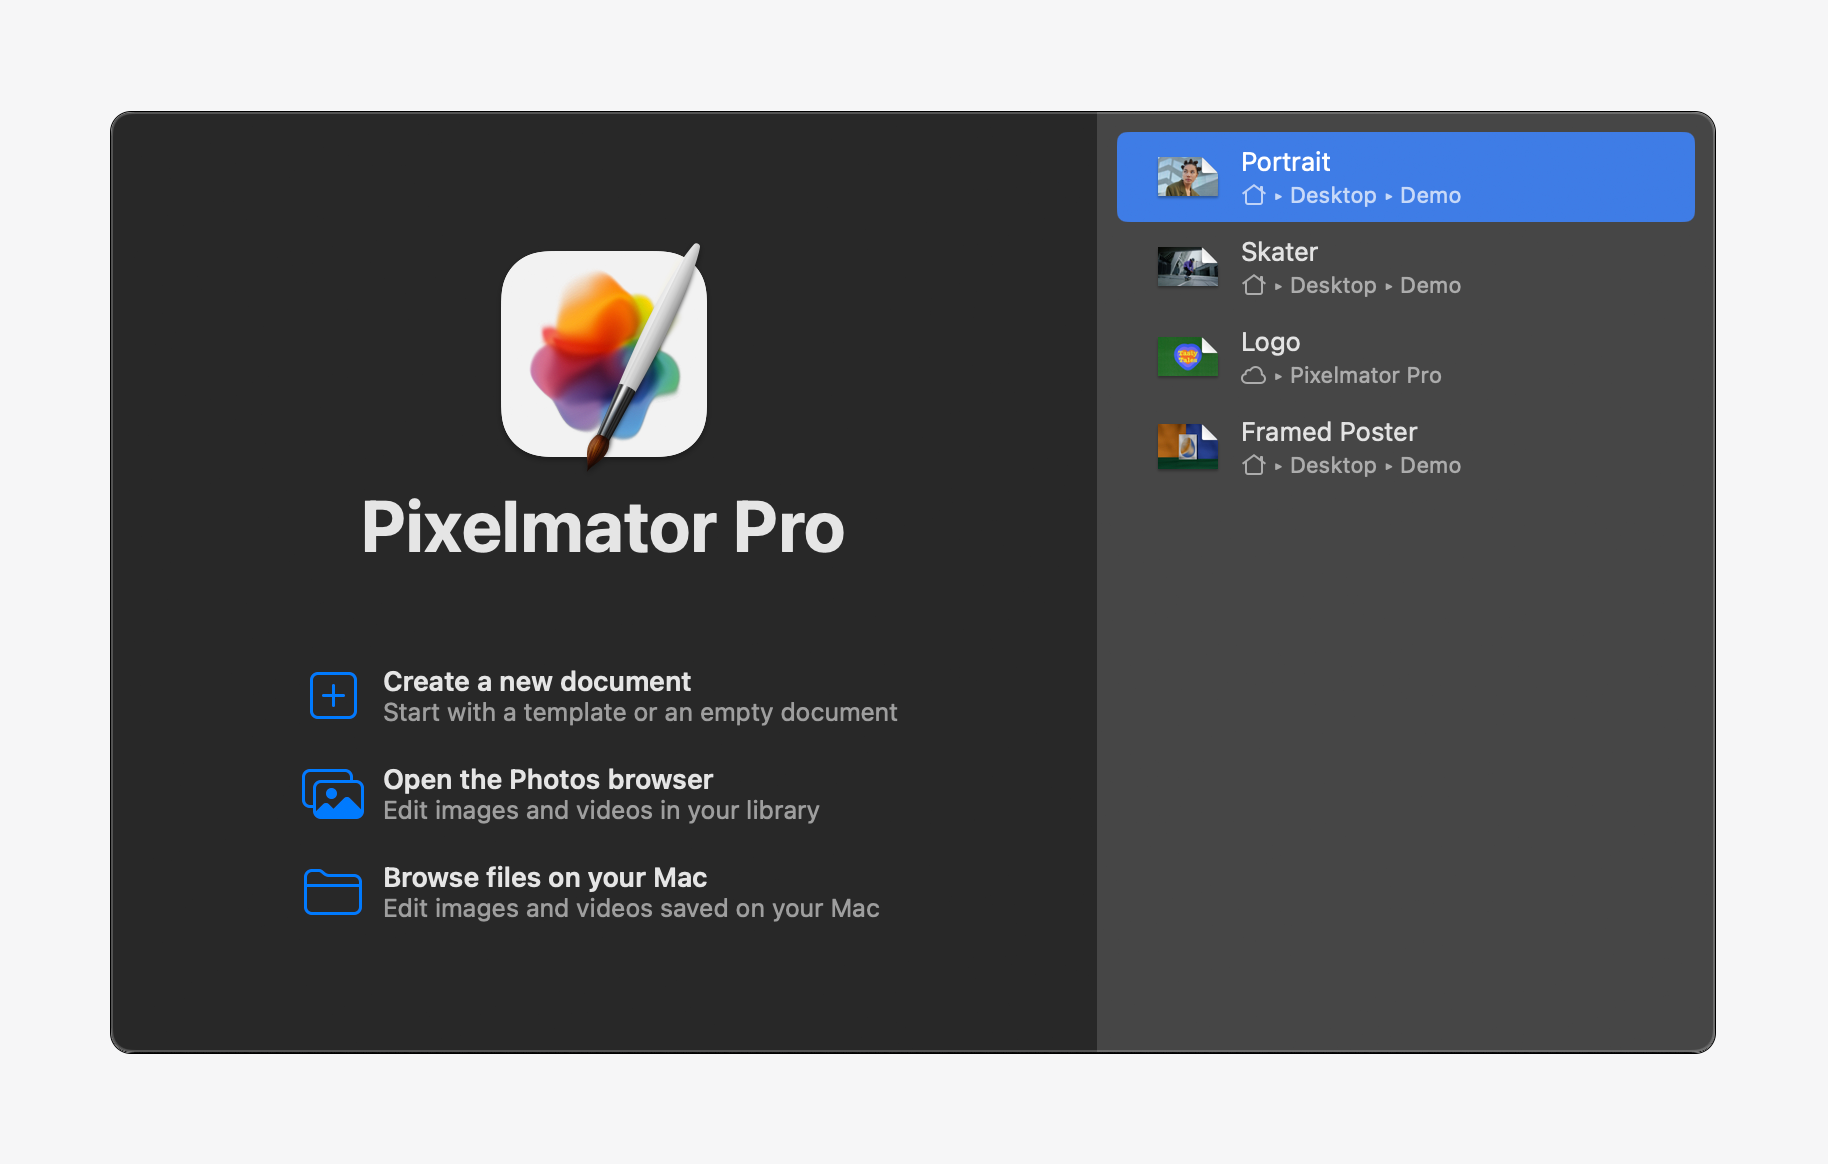 Pixelmator Pro
Create a new document
Start with a template or an empty document
Open the Photos browser
Edit images and videos in your library
Browse files on your Mac
Edit images and videos saved on your Mac
Portrait
Desktop ▸ Demo
Skater
Desktop ▸ Demo
Logo
Pixelmator Pro
Tasty
Tales
Framed Poster
Desktop ▸ Demo